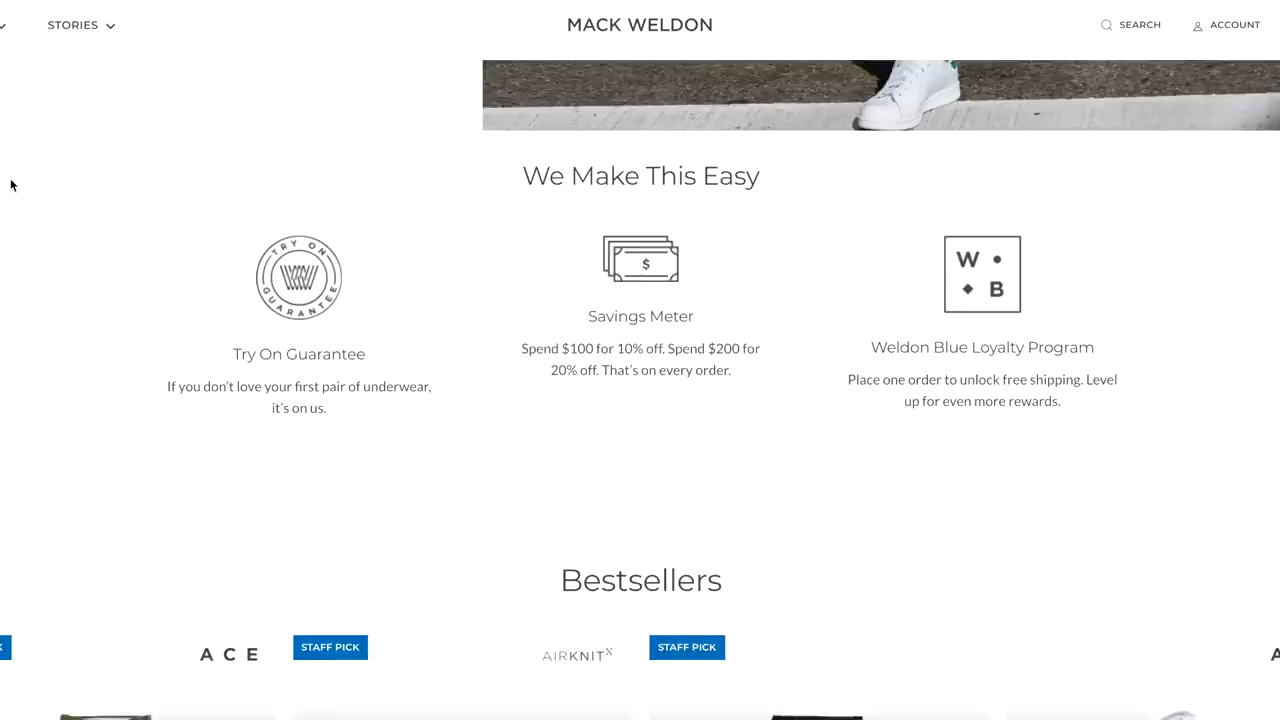 STORIES
MACK WELDON
SEARCH
ACCOUNT
We Make This Easy
TRY ON
GUARANTEE
Try On Guarantee
If you don't love your first pair of underwear,
it's on us.
$
Savings Meter
Spend $100 for 10% off. Spend $200 for
20% off. That's on every order.
W
B
Weldon Blue Loyalty Program
Place one order to unlock free shipping. Level
up for even more rewards.
Bestsellers
ACE
STAFF PICK
AIRKNITX
STAFF PICK